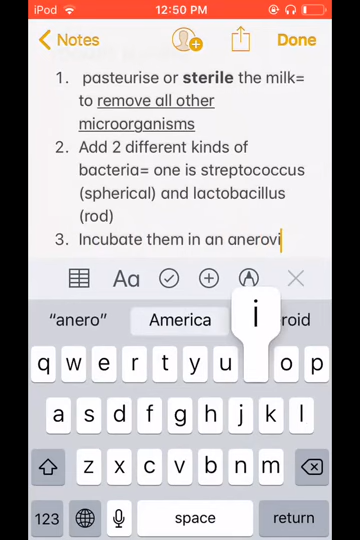 iPod 12:50 PM
Notes Done
1. pasteurise or sterile the milk=
to remove all other
microorganisms
2. Add 2 different kinds of
bacteria= one is streptococcus
(spherical) and lactobacillus
(rod)
3. Incubate them in an anerovi
Aa
“anero” America roid
i
q w e r t y u o p
a s d f g h j k l
z x c v b n m
123 space return